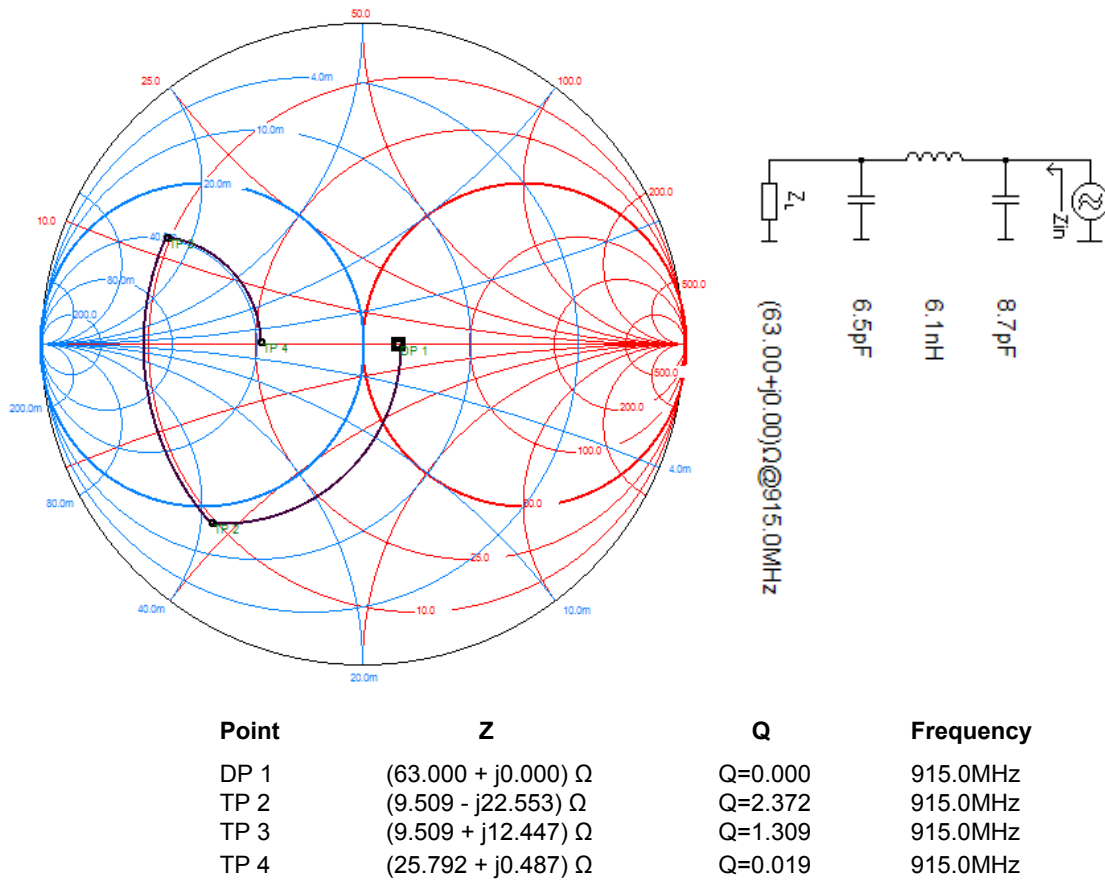 50.0
25.0
4.0m
100.0
10.0m
20.0m
200.0
10.0
TP 3
80.0m
200.0
500.0
TP 4
DP 1
500.0
200.0m
200.0
100.0
4.0m
80.0m
TP 2
50.0
25.0
40.0m
10.0
10.0m
20.0m
ZL
Zin
(63.00+j0.00)Ω@915.0MHz
6.5pF
6.1nH
8.7pF
Point Z Q Frequency
DP 1 (63.000 + j0.000) Ω Q=0.000 915.0MHz
TP 2 (9.509 - j22.553) Ω Q=2.372 915.0MHz
TP 3 (9.509 + j12.447) Ω Q=1.309 915.0MHz
TP 4 (25.792 + j0.487) Ω Q=0.019 915.0MHz